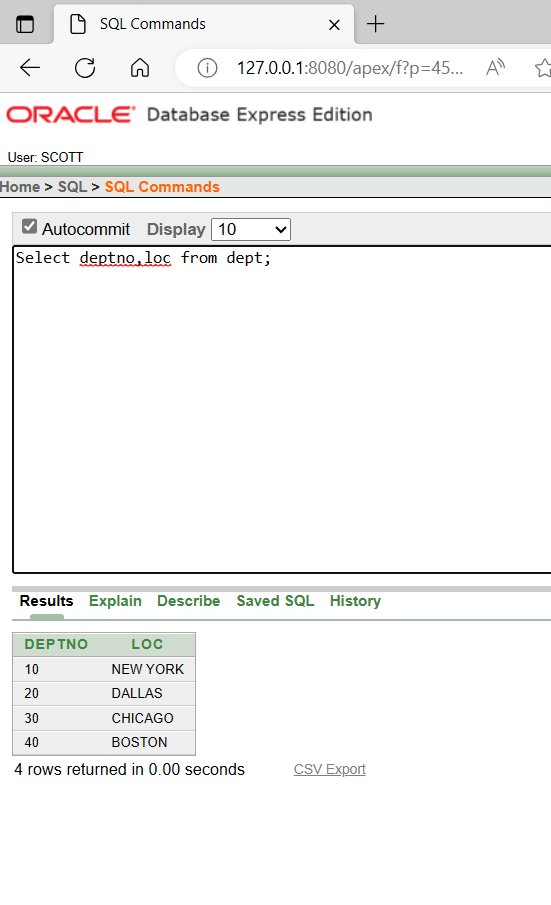 SQL Commands
127.0.0.1:8080/apex/f?p=45...
ORACLE Database Express Edition
User: SCOTT
Home > SQL > SQL Commands
Autocommit Display 10
Select deptno,loc from dept;
Results Explain Describe Saved SQL History
DEPTNO LOC
10 NEW YORK
20 DALLAS
30 CHICAGO
40 BOSTON
4 rows returned in 0.00 seconds CSV Export